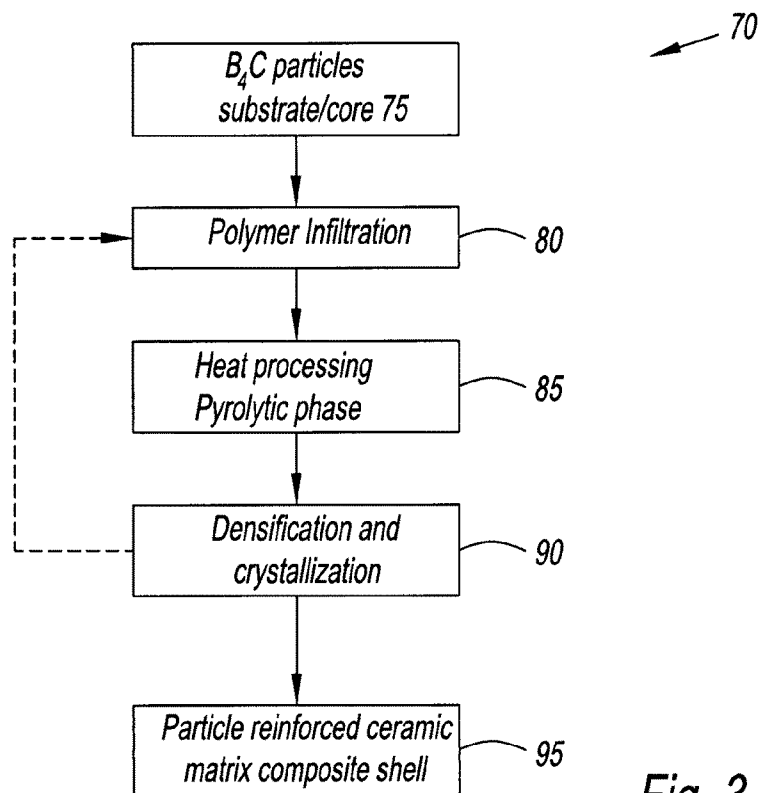 70
B₄C particles
substrate/core 75
Polymer Infiltration
80
Heat processing
Pyrolytic phase
85
Densification and
crystallization
90
Particle reinforced ceramic
matrix composite shell
95